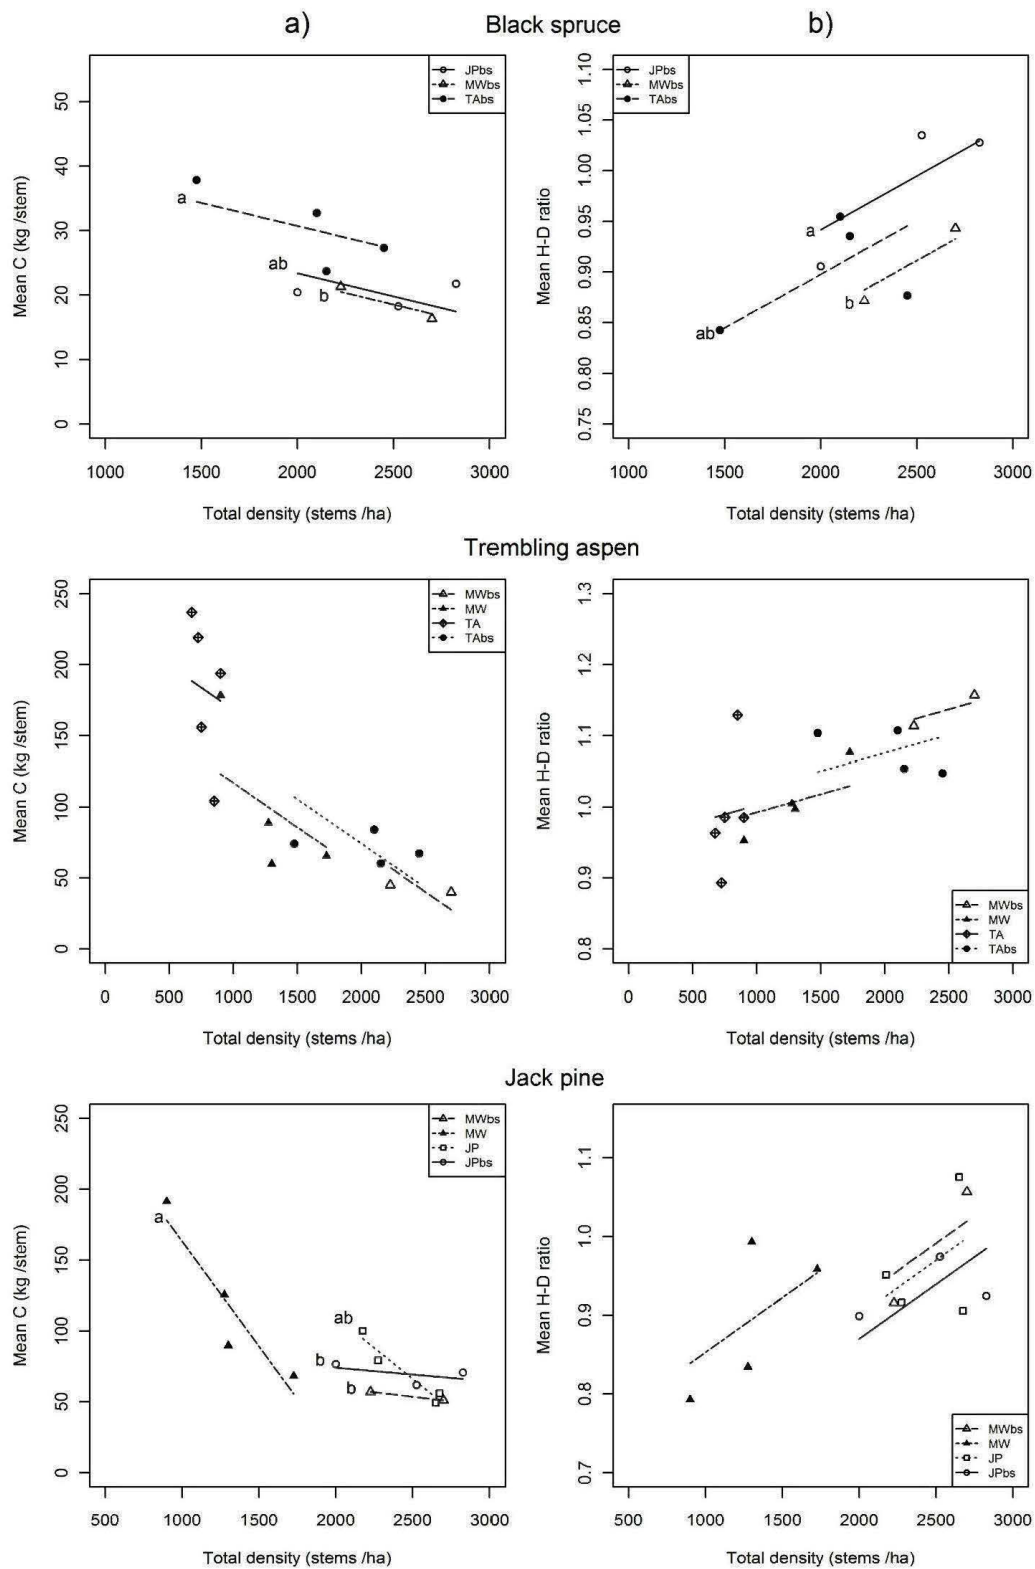 a)
Black spruce
b)
JPbs
MWbs
TAbs
Mean C (kg /stem)
0
10
20
30
40
50
a
ab
b
1000
1500
2000
2500
3000
Total density (stems /ha)
JPbs
MWbs
TAbs
Mean H-D ratio
0.75
0.80
0.85
0.90
0.95
1.00
1.05
1.10
a
ab
b
1000
1500
2000
2500
3000
Total density (stems /ha)
Trembling aspen
MWbs
MW
TA
TAbs
Mean C (kg /stem)
0
50
100
150
200
250
0
500
1000
1500
2000
2500
3000
Total density (stems /ha)
Mean H-D ratio
0.8
0.9
1.0
1.1
1.2
1.3
MWbs
MW
TA
TAbs
0
500
1000
1500
2000
2500
3000
Total density (stems /ha)
Jack pine
MWbs
MW
JP
JPbs
Mean C (kg /stem)
0
50
100
150
200
250
a
ab
b
b
500
1000
1500
2000
2500
3000
Total density (stems /ha)
Mean H-D ratio
0.7
0.8
0.9
1.0
1.1
MWbs
MW
JP
JPbs
500
1000
1500
2000
2500
3000
Total density (stems /ha)